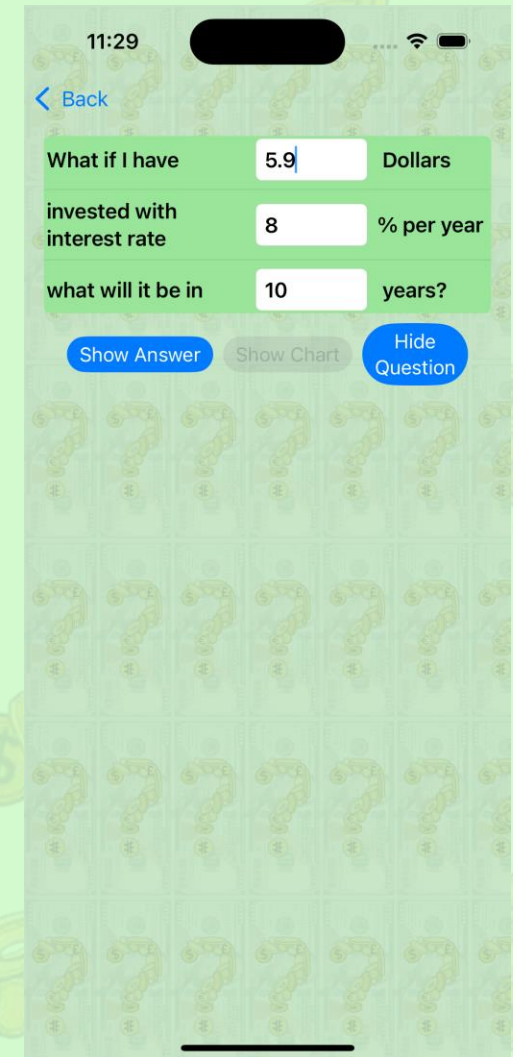 11:29
Back
What if I have 5.9 Dollars
invested with
interest rate 8 % per year
what will it be in 10 years?
Show Answer Show Chart Hide
Question